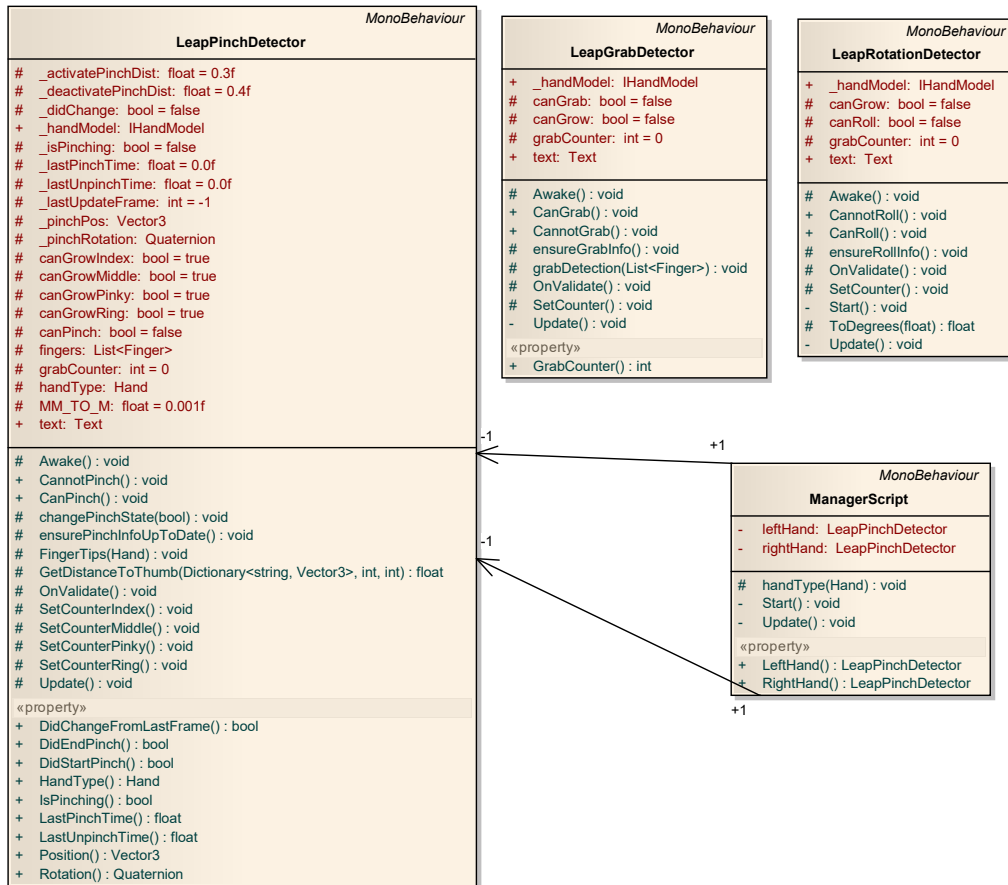 MonoBehaviour
LeapPinchDetector
# _activatePinchDist: float = 0.3f
# _deactivatePinchDist: float = 0.4f
# _didChange: bool = false
+ _handModel: IHandModel
# _isPinching: bool = false
# _lastPinchTime: float = 0.0f
# _lastUnpinchTime: float = 0.0f
# _lastUpdateFrame: int = -1
# _pinchPos: Vector3
# _pinchRotation: Quaternion
# canGrowIndex: bool = true
# canGrowMiddle: bool = true
# canGrowPinky: bool = true
# canGrowRing: bool = true
# canPinch: bool = false
# fingers: List<Finger>
# grabCounter: int = 0
# handType: Hand
# MM_TO_M: float = 0.001f
+ text: Text
# Awake() : void
+ CannotPinch() : void
+ CanPinch() : void
# changePinchState(bool) : void
# ensurePinchInfoUpToDate() : void
# FingerTips(Hand) : void
# GetDistanceToThumb(Dictionary<string, Vector3>, int, int) : float
# OnValidate() : void
# SetCounterIndex() : void
# SetCounterMiddle() : void
# SetCounterPinky() : void
# SetCounterRing() : void
# Update() : void
«property»
+ DidChangeFromLastFrame() : bool
+ DidEndPinch() : bool
+ DidStartPinch() : bool
+ HandType() : Hand
+ IsPinching() : bool
+ LastPinchTime() : float
+ LastUnpinchTime() : float
+ Position() : Vector3
+ Rotation() : Quaternion
MonoBehaviour
LeapGrabDetector
+ _handModel: IHandModel
# canGrab: bool = false
# canGrow: bool = false
# grabCounter: int = 0
+ text: Text
# Awake() : void
+ CanGrab() : void
+ CannotGrab() : void
# ensureGrabInfo() : void
# grabDetection(List<Finger>) : void
# OnValidate() : void
# SetCounter() : void
- Update() : void
«property»
+ GrabCounter() : int
MonoBehaviour
LeapRotationDetector
+ _handModel: IHandModel
# canGrow: bool = false
# canRoll: bool = false
# grabCounter: int = 0
+ text: Text
# Awake() : void
+ CannotRoll() : void
+ CanRoll() : void
# ensureRollInfo() : void
# OnValidate() : void
# SetCounter() : void
- Start() : void
# ToDegrees(float) : float
- Update() : void
-1
+1
-1
+1
MonoBehaviour
ManagerScript
- leftHand: LeapPinchDetector
- rightHand: LeapPinchDetector
# handType(Hand) : void
- Start() : void
- Update() : void
«property»
+ LeftHand() : LeapPinchDetector
+ RightHand() : LeapPinchDetector